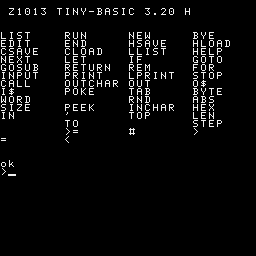 Z1013 TINY-BASIC 3.20 H
LIST RUN NEW BYE
EDIT END HSAVE HLOAD
CSAVE CLOAD LLIST HELP
NEXT LET IF GOTO
GOSUB RETURN REM FOR
INPUT PRINT LPRINT STOP
CALL OUTCHAR OUT O$
I$ POKE TAB BYTE
WORD RND ABS
SIZE PEEK INCHAR HEX
IN ' TOP LEN
TO STEP
>= # >
= <
ok
>_